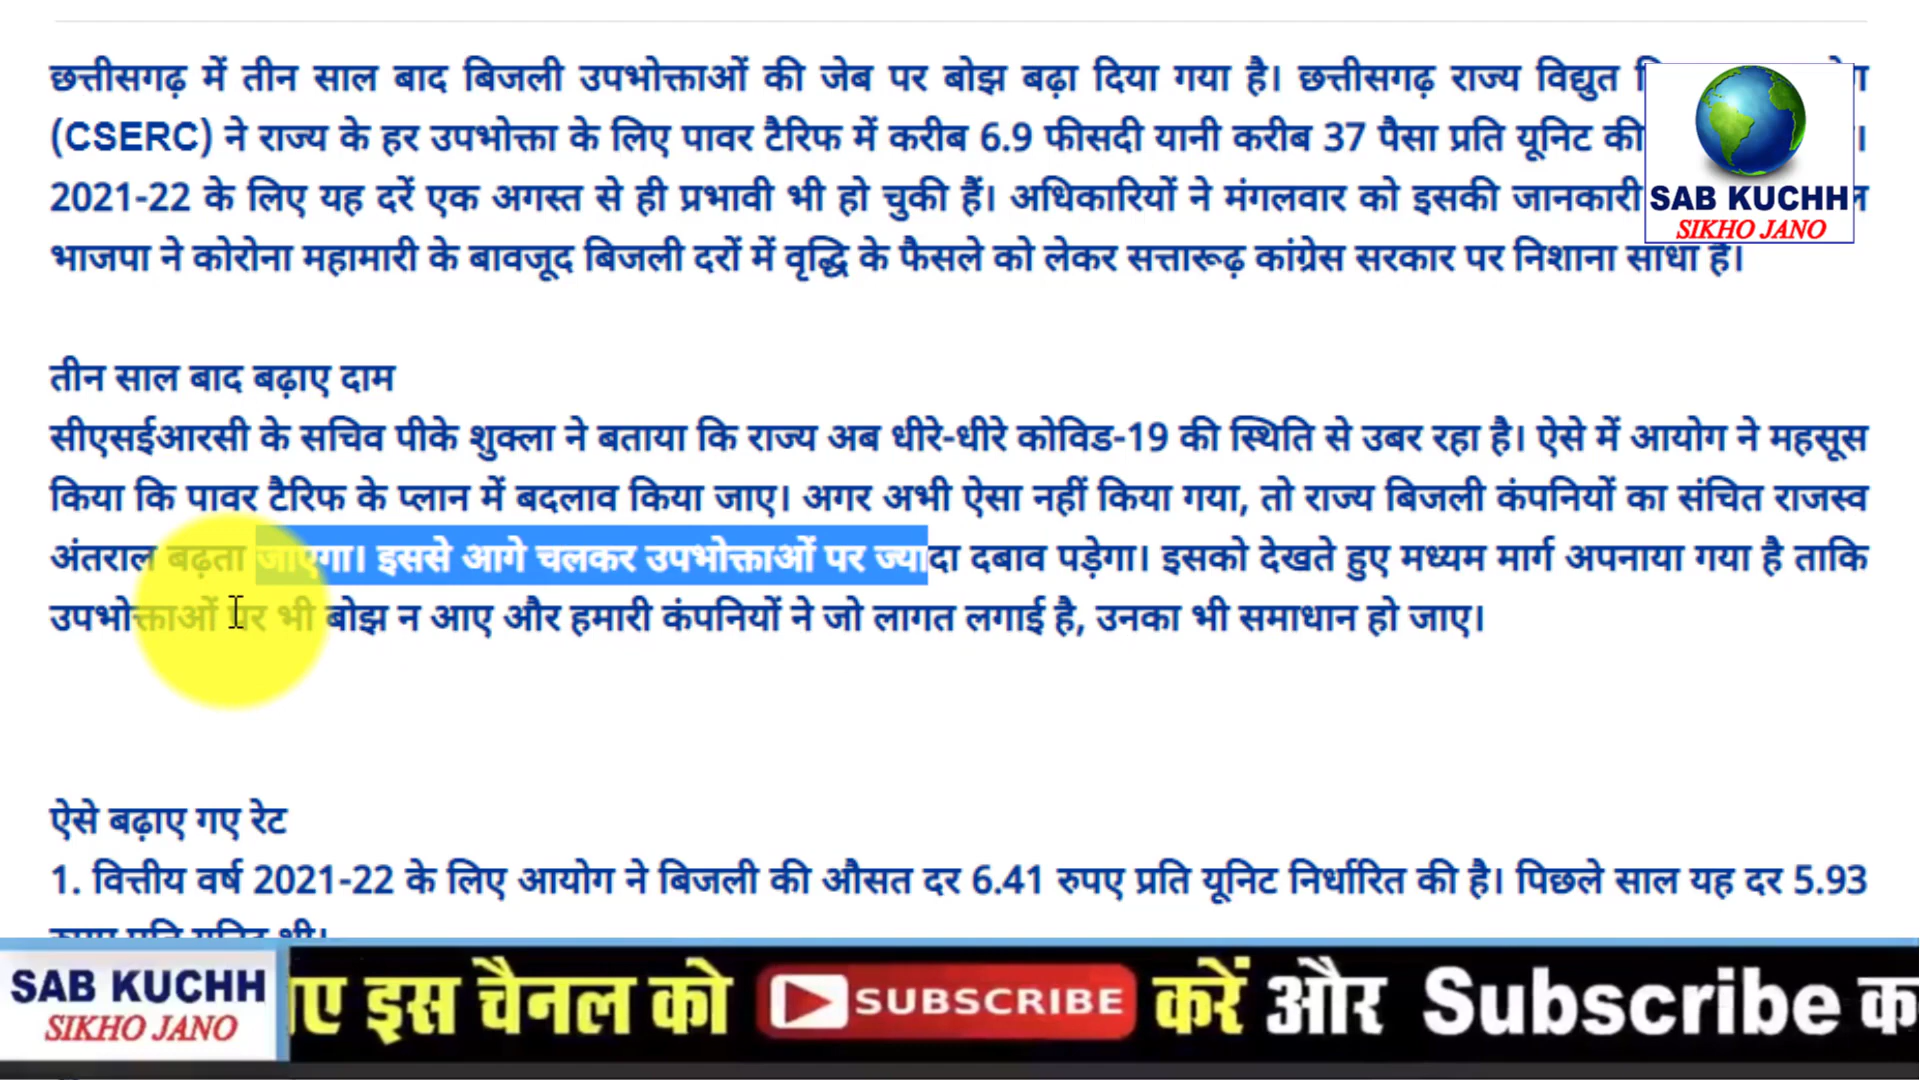 छत्तीसगढ़ में तीन साल बाद बिजली उपभोक्ताओं की जेब पर बोझ बढ़ा दिया गया है। छत्तीसगढ़ राज्य विद्युत
(CSERC) ने राज्य के हर उपभोक्ता के लिए पावर टैरिफ में करीब 6.9 फीसदी यानी करीब 37 पैसा प्रति यूनिट की
2021-22 के लिए यह दरें एक अगस्त से ही प्रभावी भी हो चुकी हैं। अधिकारियों ने मंगलवार को इसकी जानकारी
भाजपा ने कोरोना महामारी के बावजूद बिजली दरों में वृद्धि के फैसले को लेकर सत्तारूढ़ कांग्रेस सरकार पर निशाना साधा है।
SAB KUCHH
SIKHO JANO
तीन साल बाद बढ़ाए दाम
सीएसईआरसी के सचिव पीके शुक्ला ने बताया कि राज्य अब धीरे-धीरे कोविड-19 की स्थिति से उबर रहा है। ऐसे में आयोग ने महसूस
किया कि पावर टैरिफ के प्लान में बदलाव किया जाए। अगर अभी ऐसा नहीं किया गया, तो राज्य बिजली कंपनियों का संचित राजस्व
अंतराल बढ़ता जाएगा। इससे आगे चलकर उपभोक्ताओं पर ज्यादा दबाव पड़ेगा। इसको देखते हुए मध्यम मार्ग अपनाया गया है ताकि
उपभोक्ताओं पर भी बोझ न आए और हमारी कंपनियों ने जो लागत लगाई है, उनका भी समाधान हो जाए।
ऐसे बढ़ाए गए रेट
1. वित्तीय वर्ष 2021-22 के लिए आयोग ने बिजली की औसत दर 6.41 रुपए प्रति यूनिट निर्धारित की है। पिछले साल यह दर 5.93
रुपए प्रति यूनिट थी।
SAB KUCHH
SIKHO JANO
इस चैनल को SUBSCRIBE करें और Subscribe